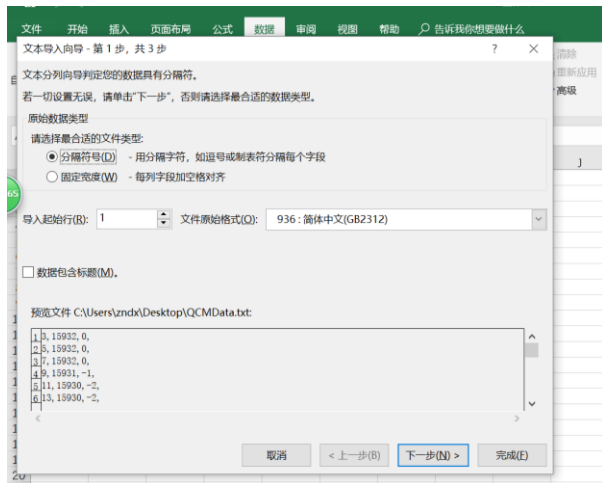 文件 开始 插入 页面布局 公式 数据 审阅 视图 帮助 告诉我你想要做什么
文本导入向导 - 第 1 步，共 3 步 ? ×
清除
重新应用
高级
文本分列向导判定您的数据具有分隔符。
若一切设置无误，请单击"下一步"，否则请选择最合适的数据类型。
原始数据类型
请选择最合适的文件类型:
分隔符号(D) - 用分隔字符，如逗号或制表符分隔每个字段
固定宽度(W) - 每列字段加空格对齐
J
65
导入起始行(R): 1 文件原始格式(O): 936 : 简体中文(GB2312)
数据包含标题(M)。
预览文件 C:\Users\zndx\Desktop\QCMData.txt:
1 3, 15932, 0,
2 5, 15932, 0,
3 7, 15932, 0,
4 9, 15931, -1,
5 11, 15930, -2,
6 13, 15930, -2,
取消 < 上一步(B) 下一步(N) > 完成(F)
20